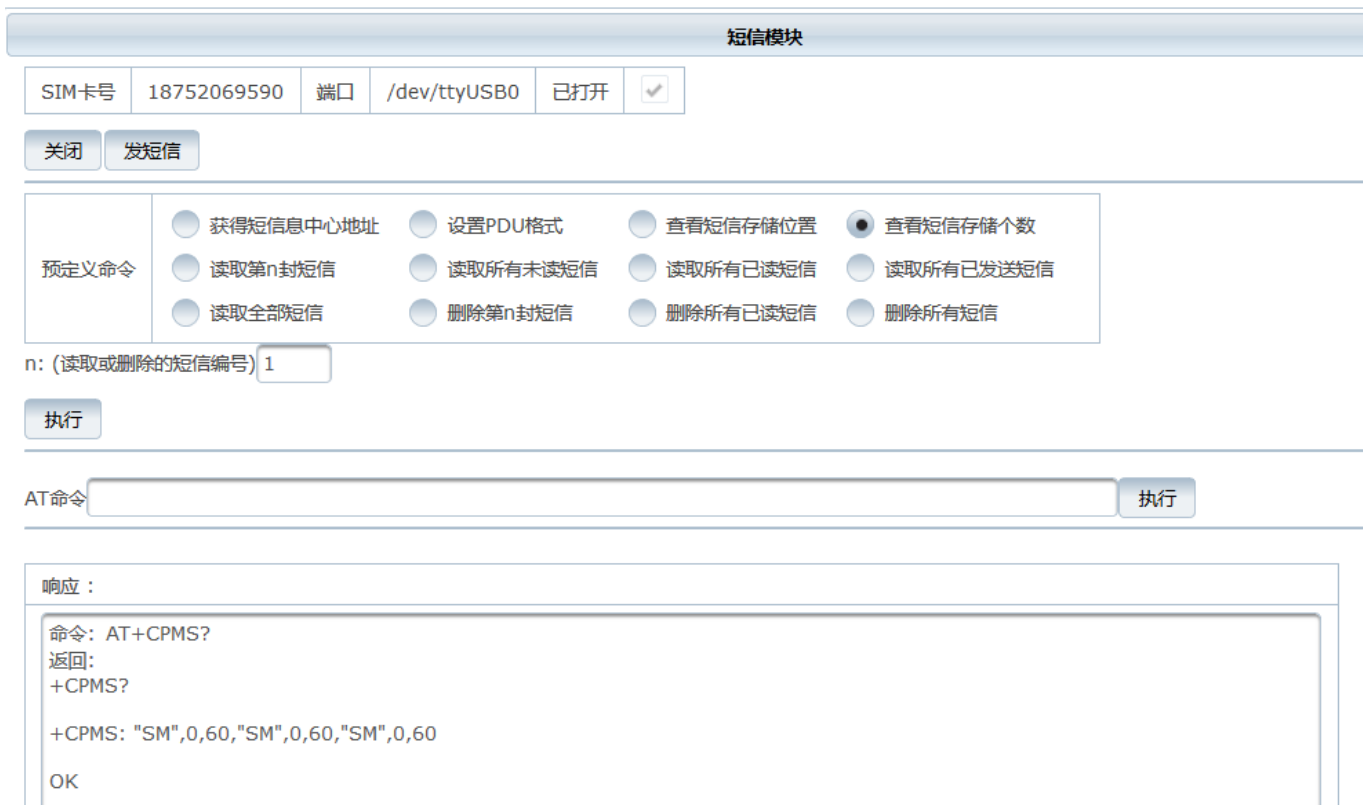 短信模块
SIM卡号 18752069590 端口 /dev/ttyUSB0 已打开
关闭 发短信
获得短信息中心地址 设置PDU格式 查看短信存储位置 查看短信存储个数
预定义命令 读取第n封短信 读取所有未读短信 读取所有已读短信 读取所有已发送短信
读取全部短信 删除第n封短信 删除所有已读短信 删除所有短信
n: (读取或删除的短信编号) 1
执行
AT命令 执行
响应：
命令: AT+CPMS?
返回:
+CPMS?
+CPMS: "SM",0,60,"SM",0,60,"SM",0,60
OK